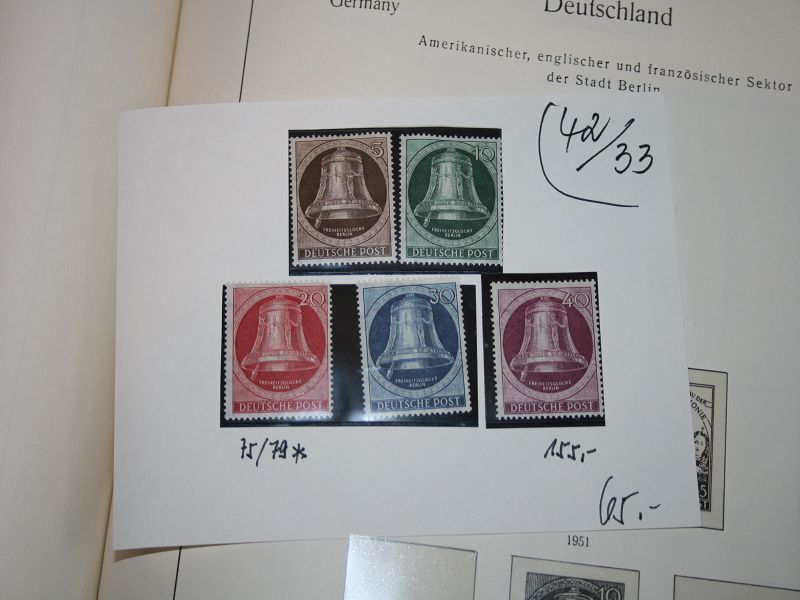 Germany
Deutschland
Amerikanischer, englischer und französischer Sektor
der Stadt Berlin
(42/33
5
FREIHEITSGLOCKE
BERLIN
DEUTSCHE POST
10
FREIHEITSGLOCKE
BERLIN
DEUTSCHE POST
20
FREIHEITSGLOCKE
BERLIN
DEUTSCHE POST
30
FREIHEITSGLOCKE
BERLIN
DEUTSCHE POST
40
FREIHEITSGLOCKE
BERLIN
DEUTSCHE POST
75/79*
155,-
65,-
1951
10